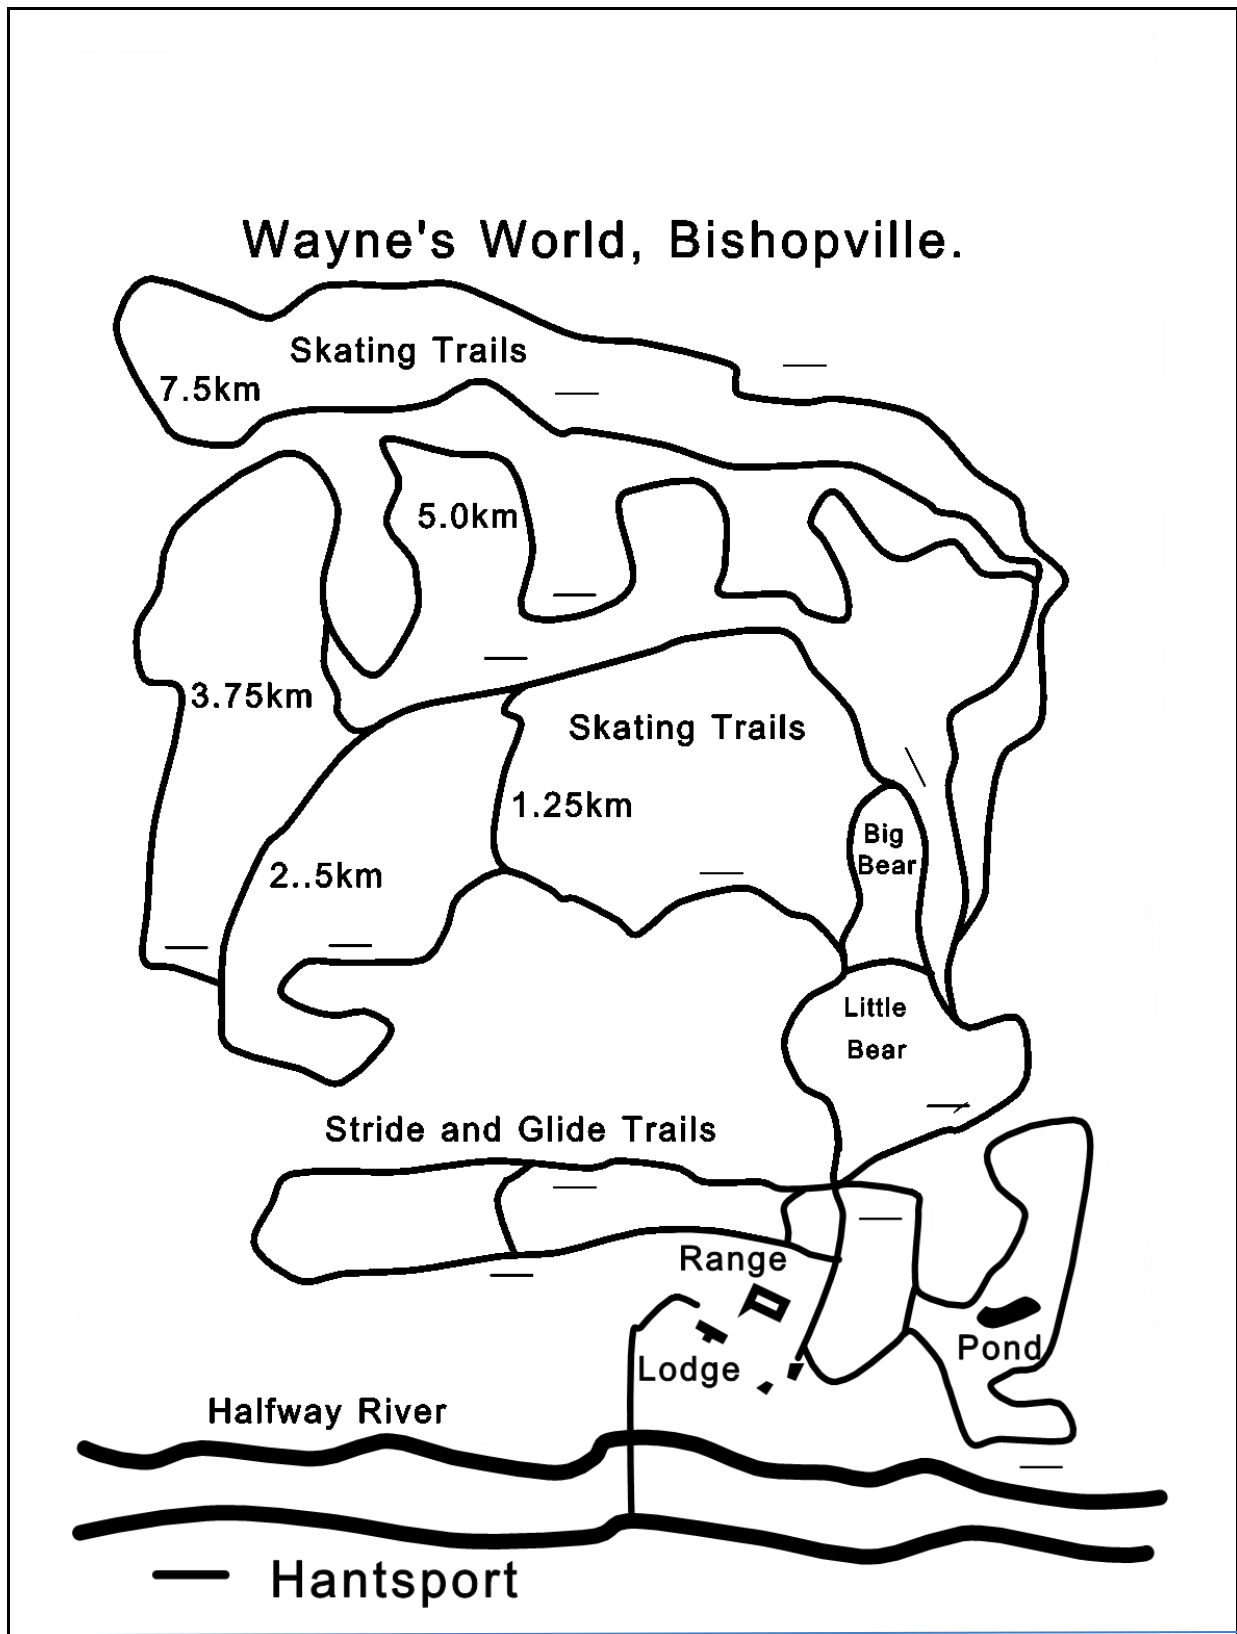 Wayne's World, Bishopville.
Skating Trails
7.5km
5.0km
3.75km
Skating Trails
1.25km
Big
Bear
2..5km
Little
Bear
Stride and Glide Trails
Range
Pond
Lodge
Halfway River
Hantsport